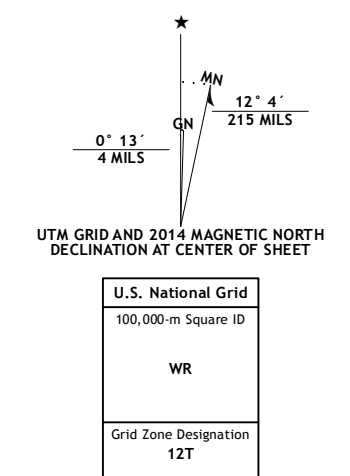 ★
MN
GN
12° 4´
215 MILS
0° 13´
4 MILS
UTM GRID AND 2014 MAGNETIC NORTH
DECLINATION AT CENTER OF SHEET
U.S. National Grid
100,000-m Square ID
WR
Grid Zone Designation
12T